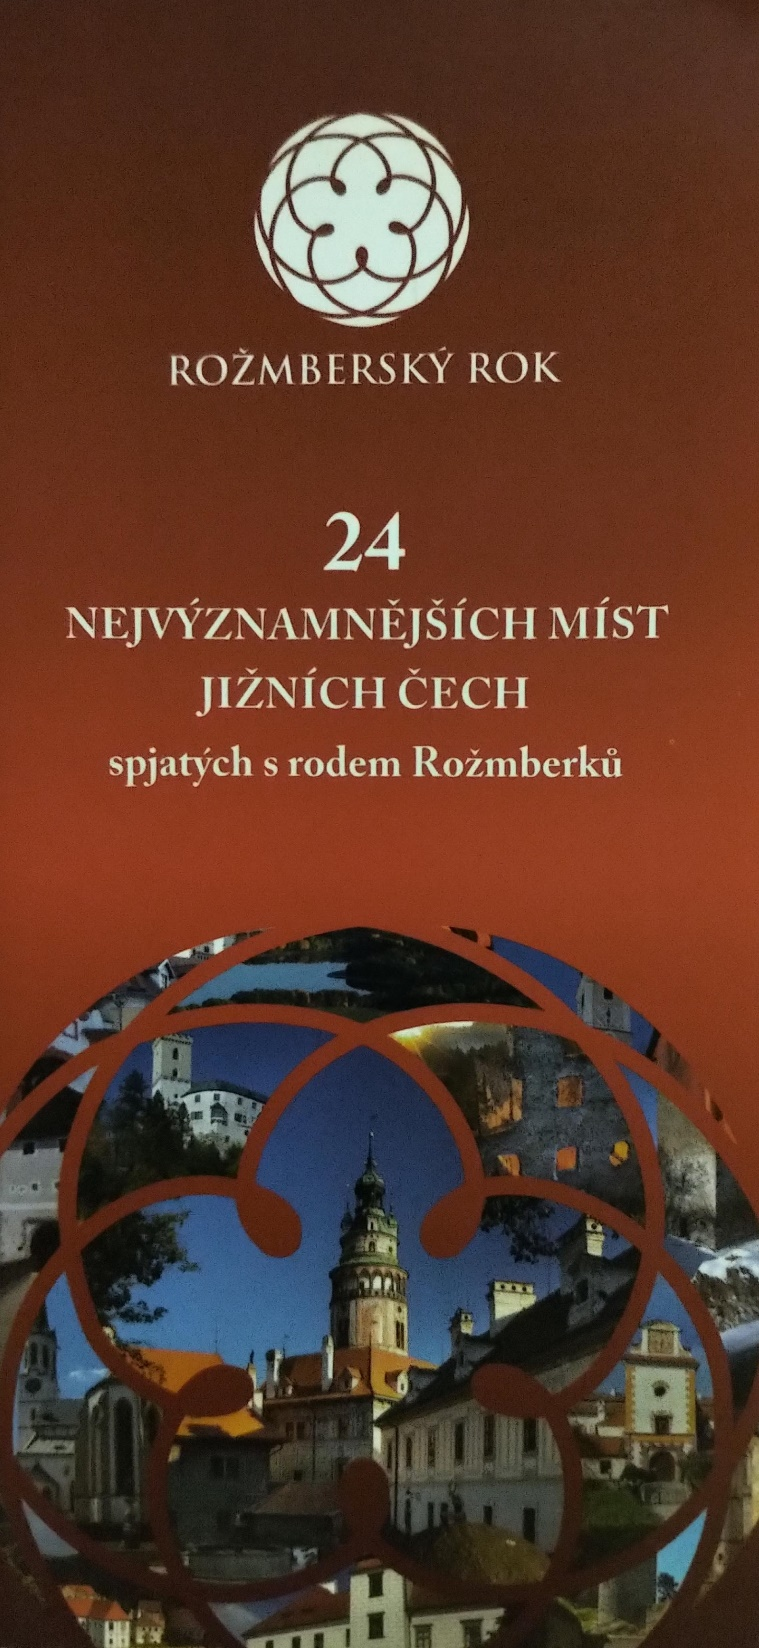 ROŽMBERSKÝ ROK
24
NEJVÝZNAMNĚJŠÍCH MÍST
JIŽNÍCH ČECH
spjatých s rodem Rožmberků